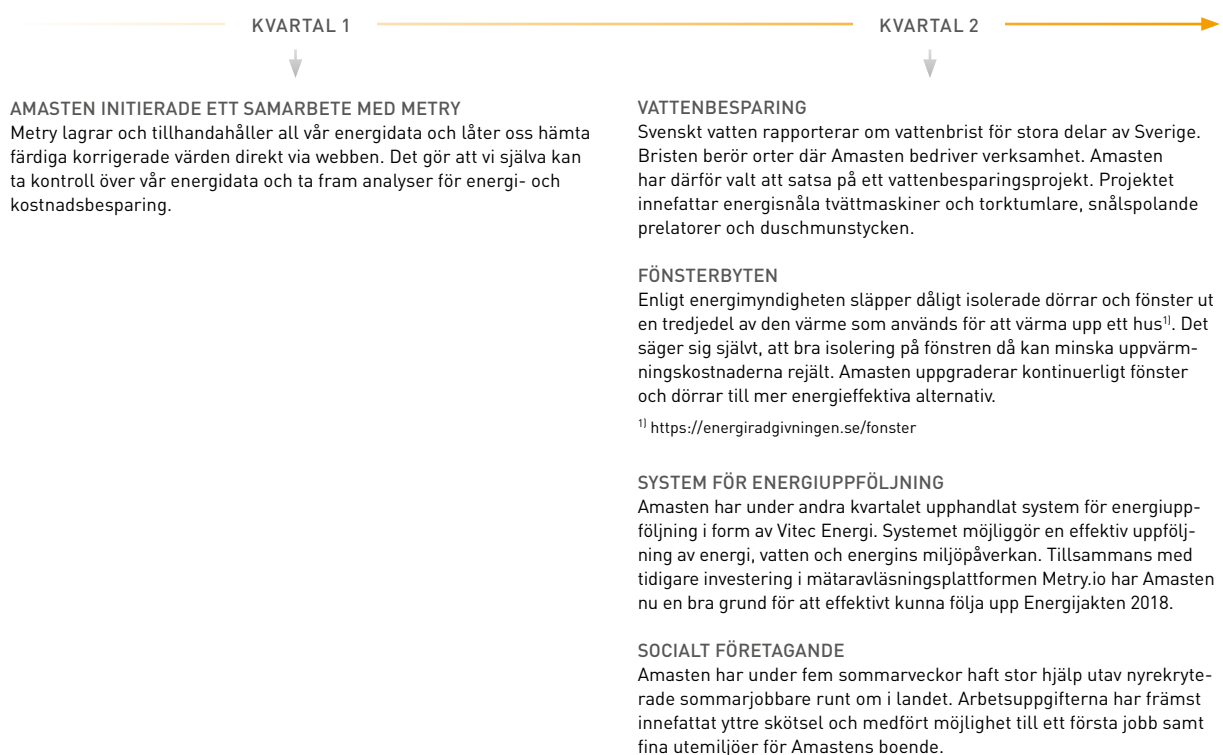 KVARTAL 1
KVARTAL 2
AMASTEN INITIERADE ETT SAMARBETE MED METRY
Metry lagrar och tillhandahåller all vår energidata och låter oss hämta
färdiga korrigerade värden direkt via webben. Det gör att vi själva kan
ta kontroll över vår energidata och ta fram analyser för energi- och
kostnadsbesparing.
VATTENBESPARING
Svenskt vatten rapporterar om vattenbrist för stora delar av Sverige.
Bristen berör orter där Amasten bedriver verksamhet. Amasten
har därför valt att satsa på ett vattenbesparingsprojekt. Projektet
innefattar energisnåla tvättmaskiner och torktumlare, snålspolande
prelatorer och duschmunstycken.
FÖNSTERBYTEN
Enligt energimyndigheten släpper dåligt isolerade dörrar och fönster ut
en tredjedel av den värme som används för att värma upp ett hus1). Det
säger sig självt, att bra isolering på fönstren då kan minska uppvärm-
ningskostnaderna rejält. Amasten uppgraderar kontinuerligt fönster
och dörrar till mer energieffektiva alternativ.
1) https://energiradgivningen.se/fonster
SYSTEM FÖR ENERGIUPPFÖLJNING
Amasten har under andra kvartalet upphandlat system för energiupp-
följning i form av Vitec Energi. Systemet möjliggör en effektiv uppfölj-
ning av energi, vatten och energins miljöpåverkan. Tillsammans med
tidigare investering i mätaravläsningsplattformen Metry.io har Amasten
nu en bra grund för att effektivt kunna följa upp Energijakten 2018.
SOCIALT FÖRETAGANDE
Amasten har under fem sommarveckor haft stor hjälp utav nyrekryte-
rade sommarjobbare runt om i landet. Arbetsuppgifterna har främst
innefattat yttre skötsel och medfört möjlighet till ett första jobb samt
fina utemiljöer för Amastens boende.